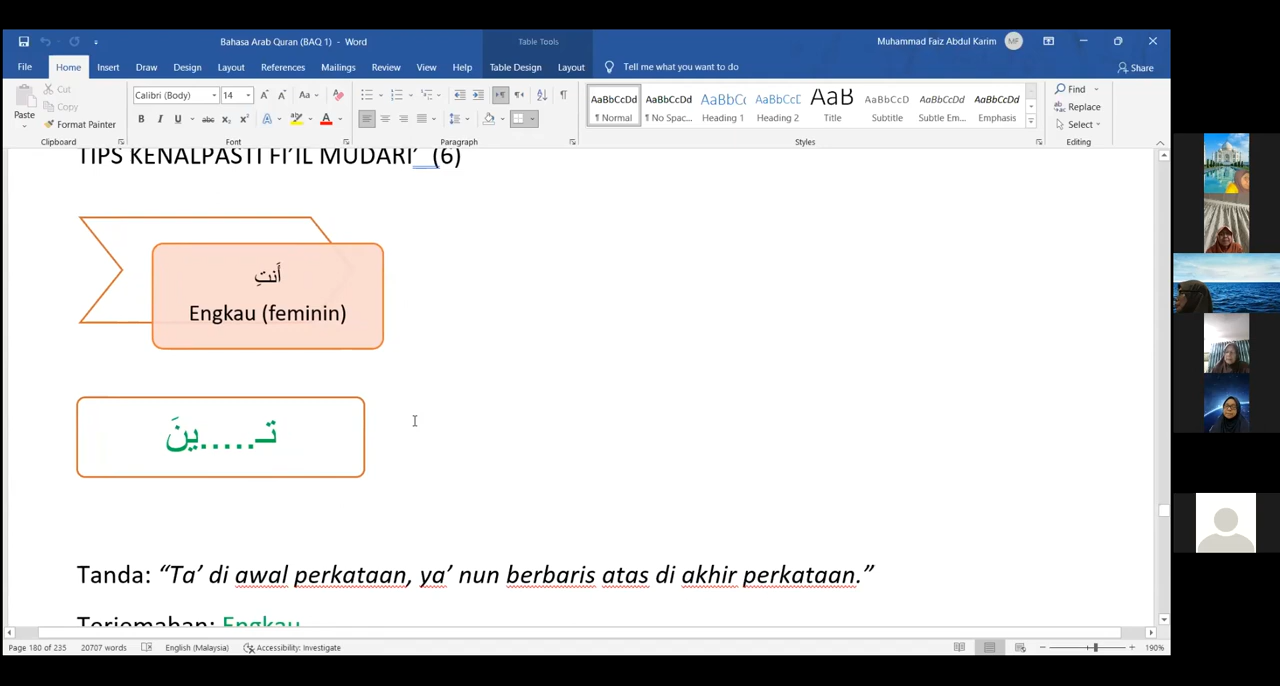 Bahasa Arab Quran (BAQ 1) - Word
Table Tools
Muhammad Faiz Abdul Karim
MF
File Home Insert Draw Design Layout References Mailings Review View Help Table Design Layout Tell me what you want to do
Share
Paste
Cut
Copy
Format Painter
Clipboard
Calibri (Body) 14
Font
Paragraph
AaBbCcDd
¶ Normal
AaBbCcDd
¶ No Spac...
AaBbCc
Heading 1
AaBbCcD
Heading 2
AaB
Title
AaBbCcD
Subtitle
AaBbCcDd
Subtle Em...
AaBbCcDd
Emphasis
Styles
Find
Replace
Select
Editing
TIPS KENALPASTI FI’IL MUDARI’ (6)
أَنتِ
Engkau (feminin)
تـ.....ينَ
Tanda: “Ta’ di awal perkataan, ya’ nun berbaris atas di akhir perkataan.”
Terjemahan: Engkau
Page 180 of 235 20707 words English (Malaysia) Accessibility: Investigate
190%